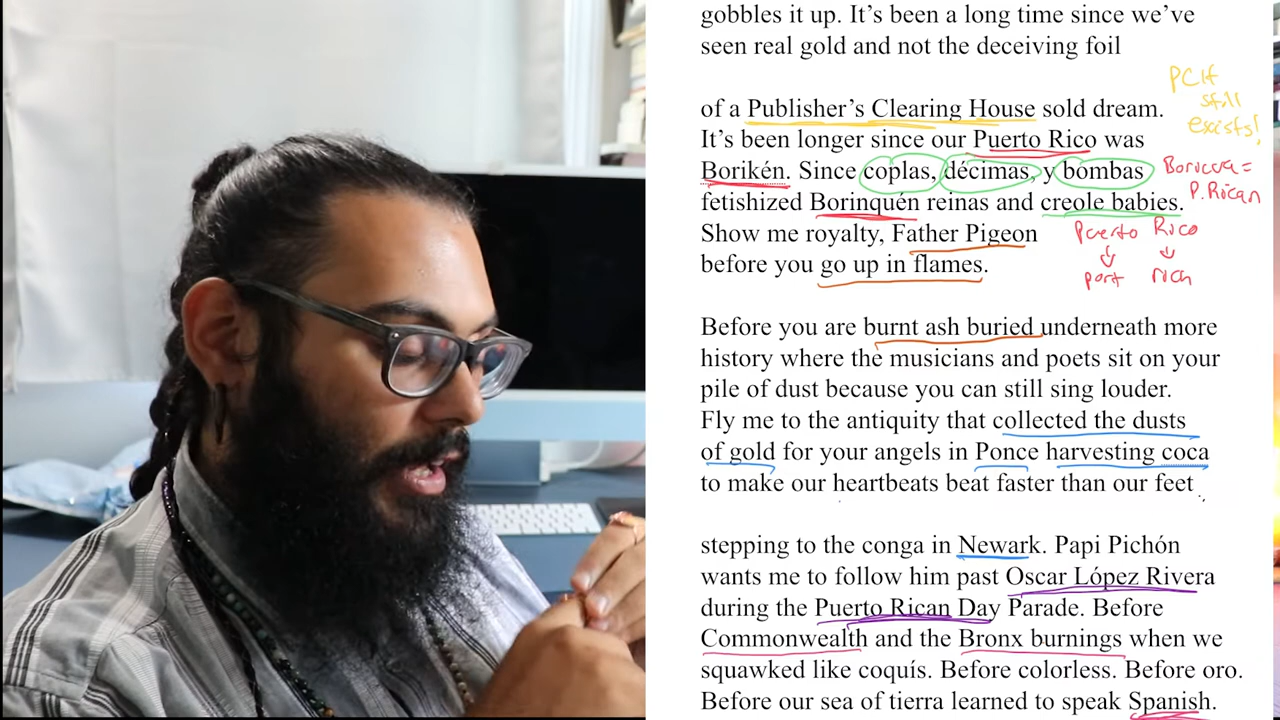 gobbles it up. It’s been a long time since we’ve
seen real gold and not the deceiving foil
of a Publisher’s Clearing House sold dream.
It’s been longer since our Puerto Rico was
Borikén. Since coplas, décimas, y bombas
fetishized Borinquén reinas and creole babies.
Show me royalty, Father Pigeon
before you go up in flames.
Before you are burnt ash buried underneath more
history where the musicians and poets sit on your
pile of dust because you can still sing louder.
Fly me to the antiquity that collected the dusts
of gold for your angels in Ponce harvesting coca
to make our heartbeats beat faster than our feet
stepping to the conga in Newark. Papi Pichón
wants me to follow him past Oscar López Rivera
during the Puerto Rican Day Parade. Before
Commonwealth and the Bronx burnings when we
squawked like coquís. Before colorless. Before oro.
Before our sea of tierra learned to speak Spanish.
PCH
still
exists!
Boricua =
P. Rican
Puerto Rico
↓ ↓
port rich